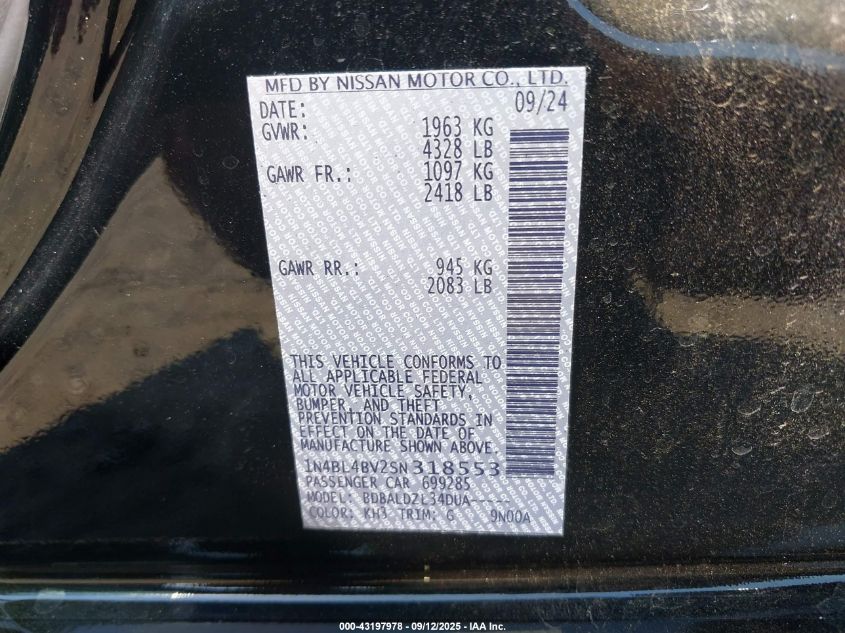 MFD BY NISSAN MOTOR CO., LTD.
DATE: 09/24
GVWR: 1963 KG
4328 LB
GAWR FR.: 1097 KG
2418 LB
GAWR RR.: 945 KG
2083 LB
THIS VEHICLE CONFORMS TO
ALL APPLICABLE FEDERAL
MOTOR VEHICLE SAFETY,
BUMPER, AND THEFT
PREVENTION STANDARDS IN
EFFECT ON THE DATE OF
MANUFACTURE SHOWN ABOVE.
1N4BL4BV2SN318553
PASSENGER CAR 699285
MODEL: BDBALDZL34DUA-----
COLOR: KH3 TRIM: G 9N00A
000-43197978 - 09/12/2025 - IAA Inc.